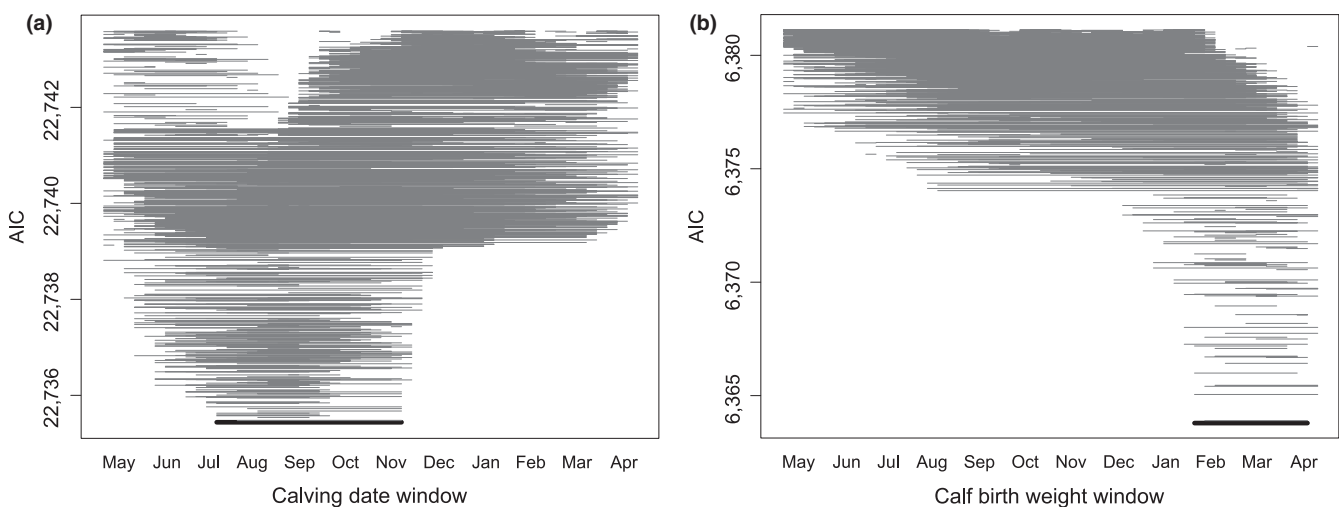 (a)
AIC
22,742
22,740
22,738
22,736
May Jun Jul Aug Sep Oct Nov Dec Jan Feb Mar Apr
Calving date window
(b)
AIC
6,380
6,375
6,370
6,365
May Jun Jul Aug Sep Oct Nov Dec Jan Feb Mar Apr
Calf birth weight window